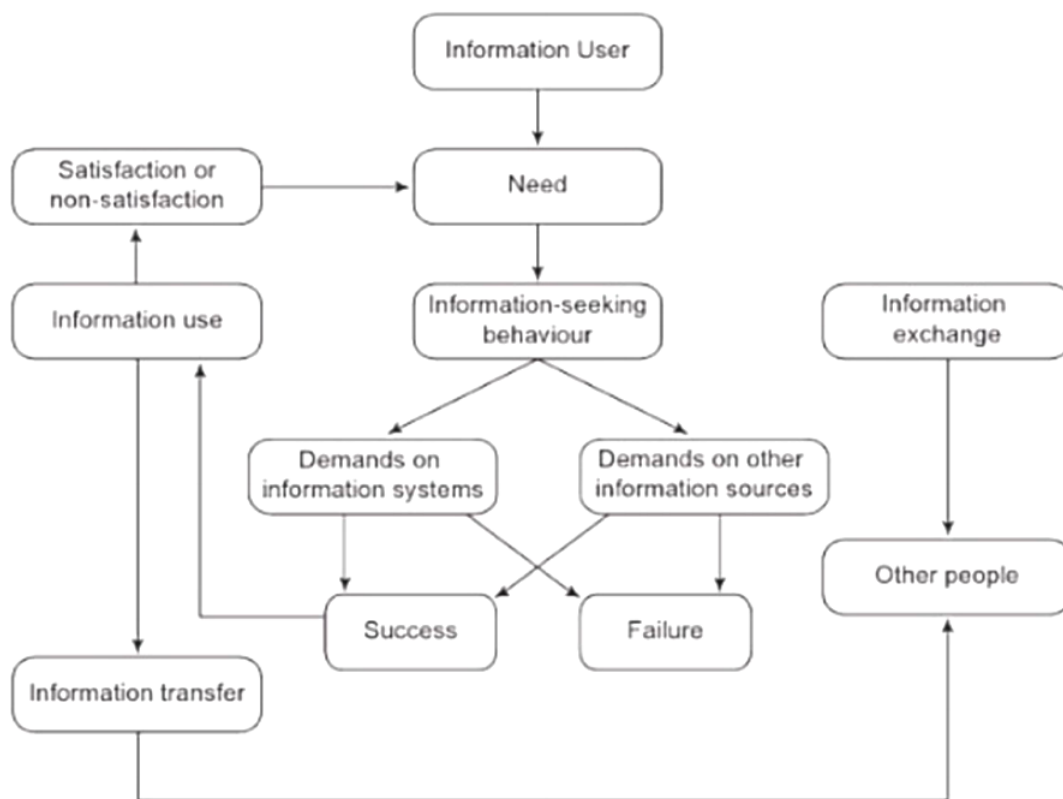 Information User
Satisfaction or
non-satisfaction
Need
Information use
Information-seeking
behaviour
Information
exchange
Demands on
information systems
Demands on other
information sources
Other people
Success
Failure
Information transfer